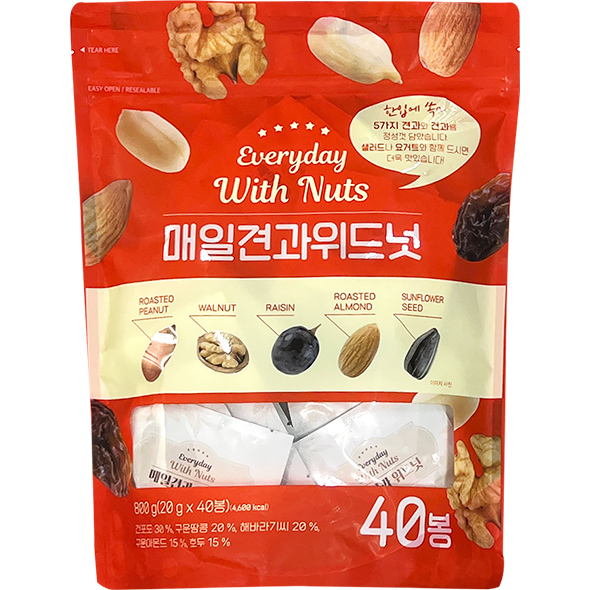 TEAR HERE
EASY OPEN / RESEALABLE
한입에 쏙~
5가지 견과와 건과를
정성껏 담았습니다
샐러드나 요거트와 함께 드시면
더욱 맛있습니다!
Everyday
With Nuts
매일견과위드넛
ROASTED
PEANUT
WALNUT
RAISIN
ROASTED
ALMOND
SUNFLOWER
SEED
이미지 사진
Everyday
With Nuts
매일견과
Everyday
With Nuts
과위드넛
800 g(20 g x 40봉)(4,600 kcal)
건포도 30 %, 구운땅콩 20 %, 해바라기씨 20 %,
구운아몬드 15 %, 호두 15 %
40봉